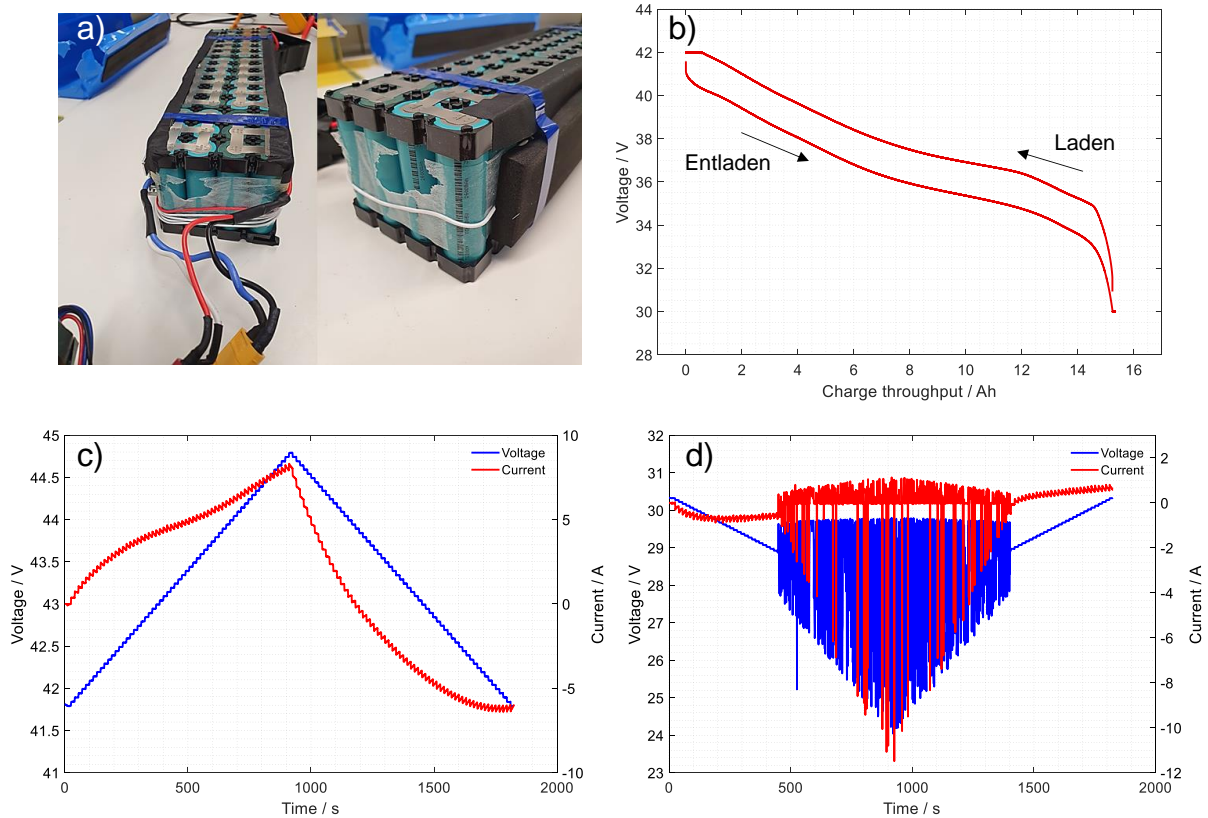 a)
b)
44
42
40
38
36
34
32
30
28
Voltage / V
Entladen
Laden
0 2 4 6 8 10 12 14 16
Charge throughput / Ah
c)
45
44.5
44
43.5
43
42.5
42
41.5
41
Voltage / V
Voltage
Current
10
5
0
-5
-10
Current / A
0 500 1000 1500 2000
Time / s
d)
32
31
30
29
28
27
26
25
24
23
Voltage / V
Voltage
Current
2
0
-2
-4
-6
-8
-10
-12
Current / A
0 500 1000 1500 2000
Time / s